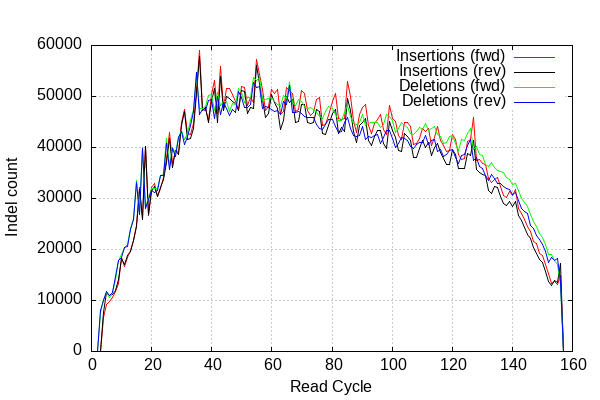 60000
50000
40000
30000
20000
10000
0
Indel count
Insertions (fwd)
Insertions (rev)
Deletions (fwd)
Deletions (rev)
0 20 40 60 80 100 120 140 160
Read Cycle